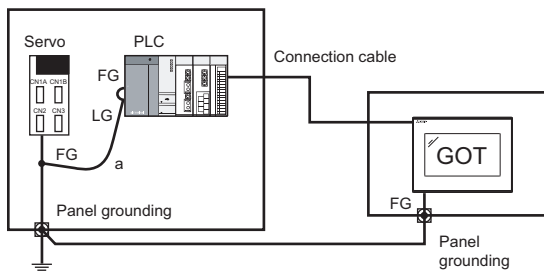 Servo
PLC
CN1A CN1B
CN2 CN3
FG
LG
FG
a
Connection cable
GOT
FG
Panel grounding
Panel
grounding